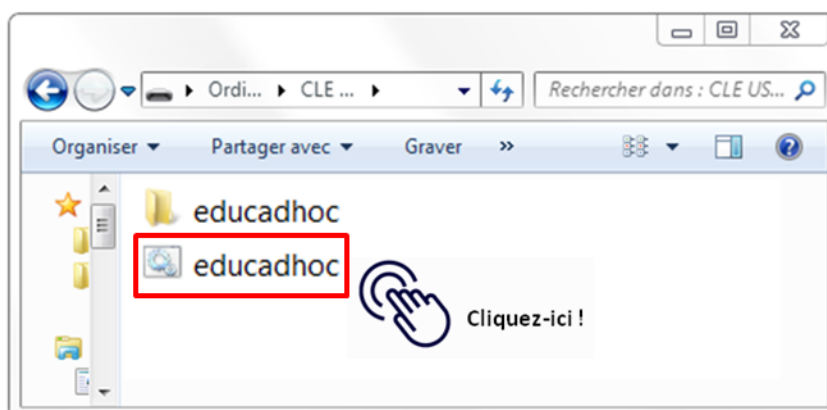 Ordi... CLE ... Rechercher dans : CLE US...
Organiser Partager avec Graver »
educadhoc
educadhoc
Cliquez-ici !